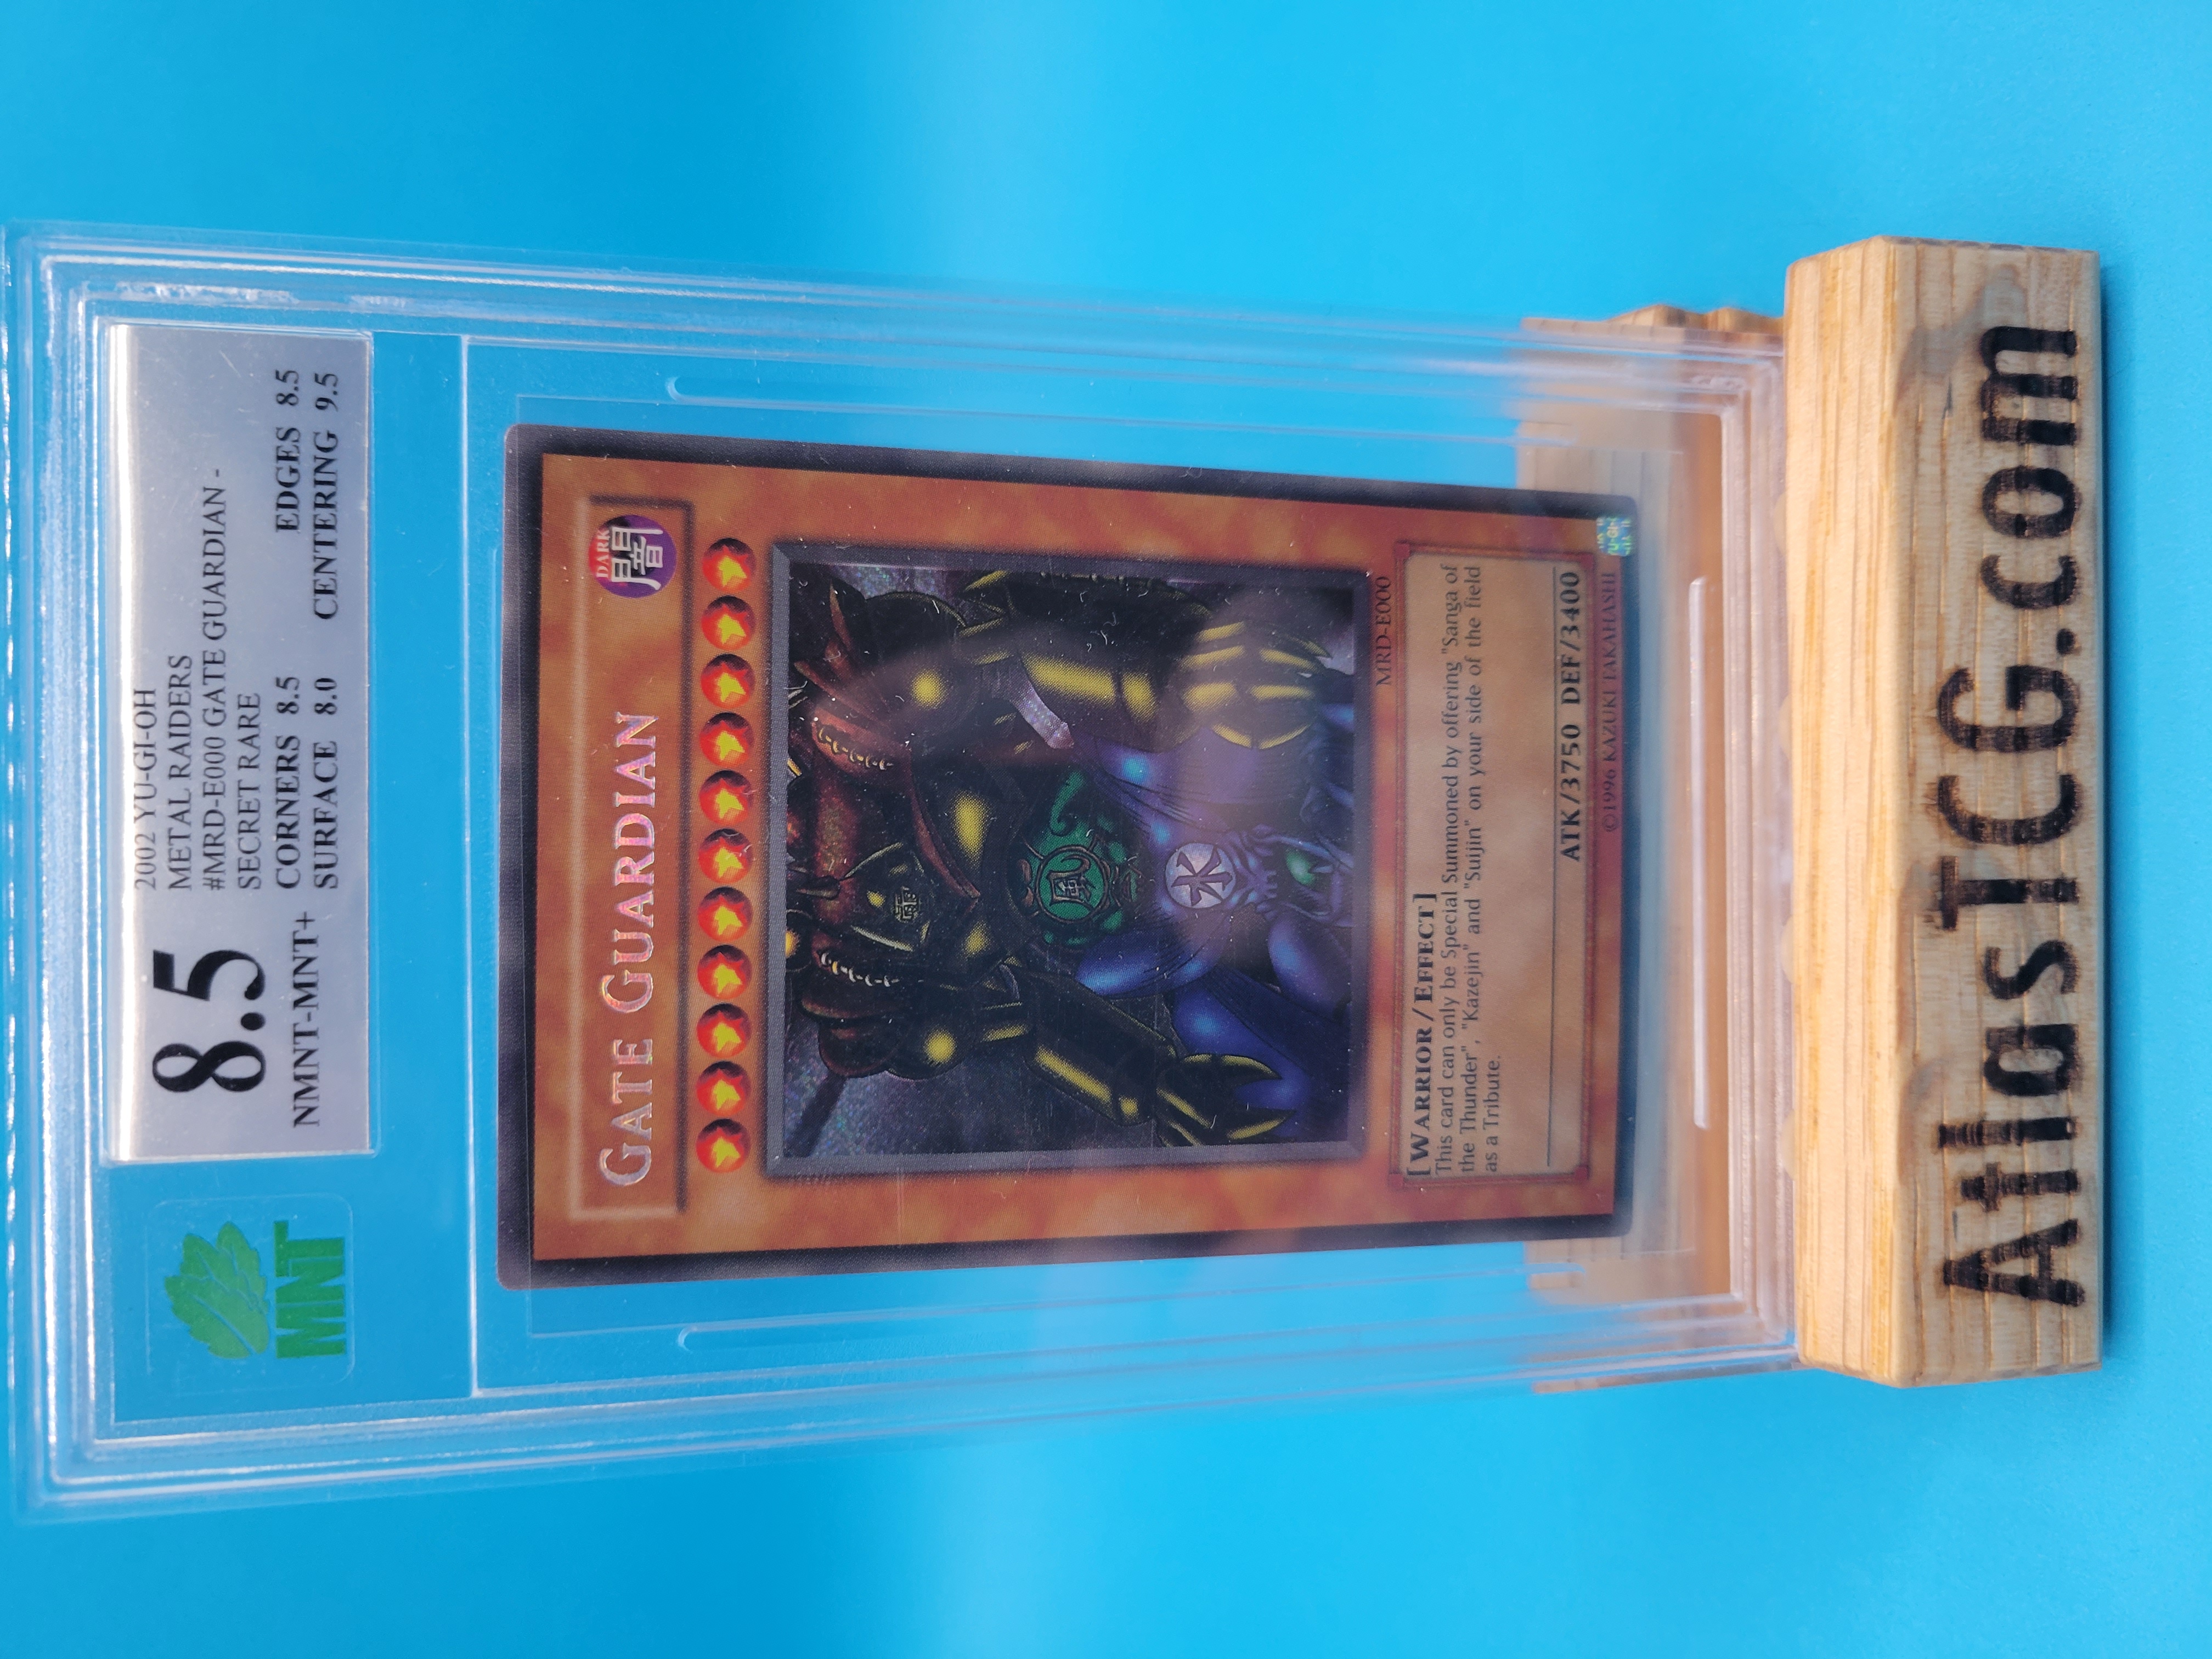 2002 YU-GI-OH
METAL RAIDERS
#MRD-E000 GATE GUARDIAN -
SECRET RARE
8.5
NMNT-MNT+
CORNERS 8.5 EDGES 8.5
SURFACE 8.0 CENTERING 9.5
MNT
GATE GUARDIAN
DARK
闇
風
水
MRD-E000
[WARRIOR / EFFECT]
This card can only be Special Summoned by offering "Sanga of
the Thunder", "Kazejin" and "Suijin" on your side of the field
as a Tribute.
ATK/3750 DEF/3400
©1996 KAZUKI TAKAHASHI
AtlasTCG.com